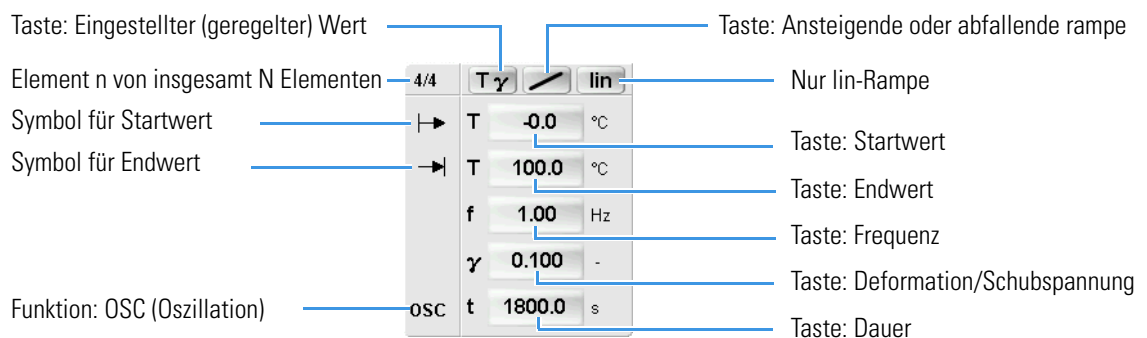 Taste: Eingestellter (geregelter) Wert
Taste: Ansteigende oder abfallende rampe
Element n von insgesamt N Elementen
4/4
T γ
lin
Nur lin-Rampe
Symbol für Startwert
T -0.0 °C
Taste: Startwert
Symbol für Endwert
T 100.0 °C
Taste: Endwert
f 1.00 Hz
Taste: Frequenz
γ 0.100 -
Taste: Deformation/Schubspannung
Funktion: OSC (Oszillation)
OSC t 1800.0 s
Taste: Dauer